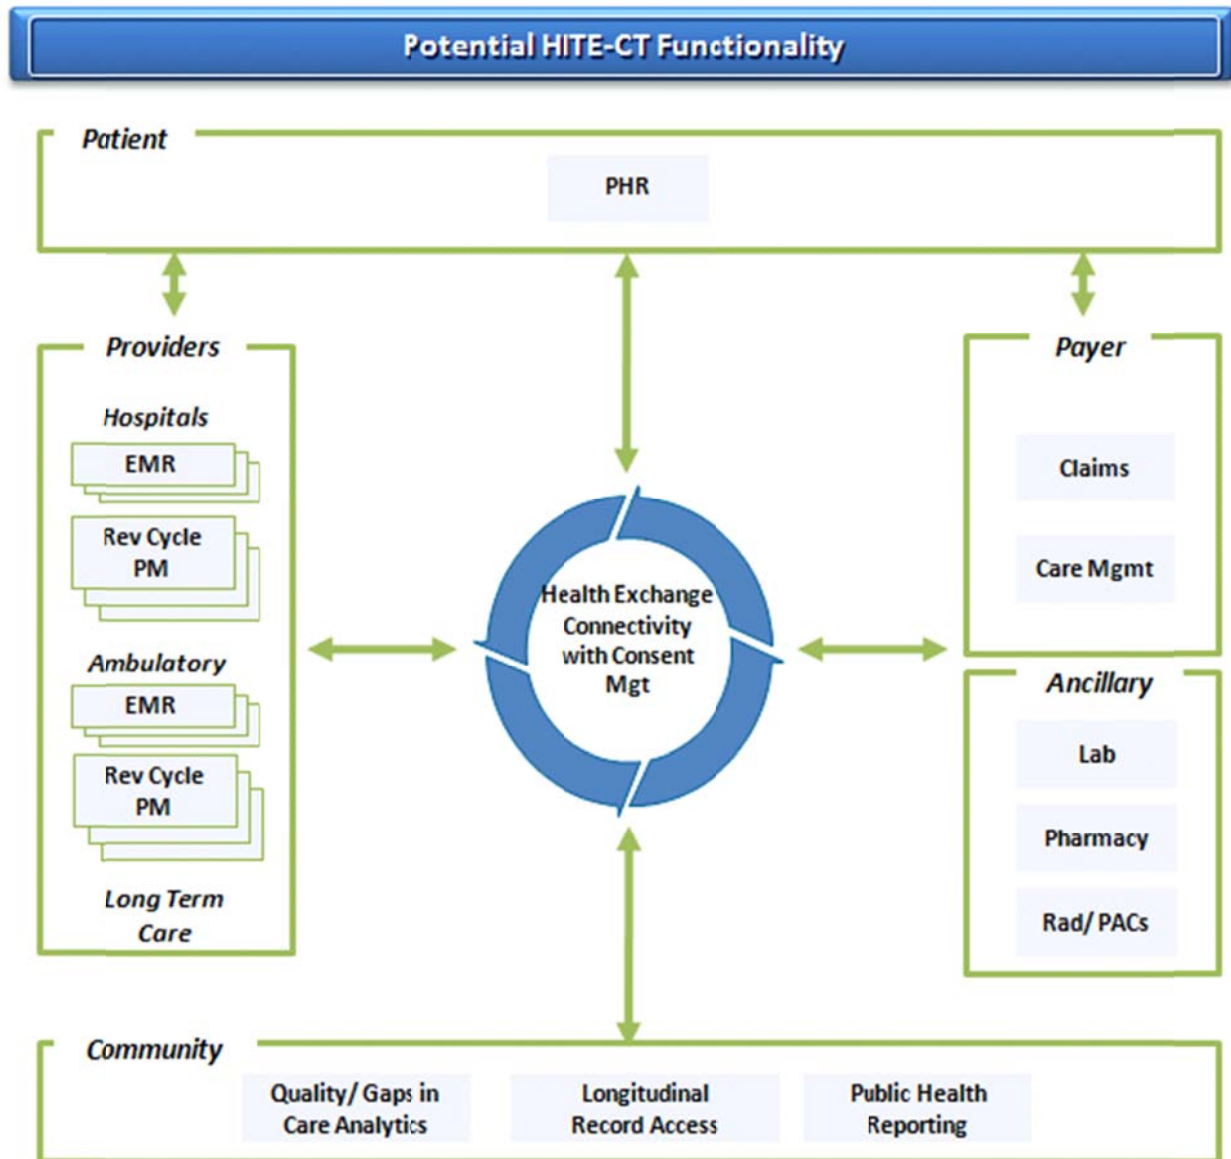 Potential HITE-CT Functionality
Patient
PHR
Providers
Hospitals
EMR
Rev Cycle
PM
Ambulatory
EMR
Rev Cycle
PM
Long Term
Care
Health Exchange
Connectivity
with Consent
Mgt
Payer
Claims
Care Mgmt
Ancillary
Lab
Pharmacy
Rad/ PACs
Community
Quality/ Gaps in
Care Analytics
Longitudinal
Record Access
Public Health
Reporting